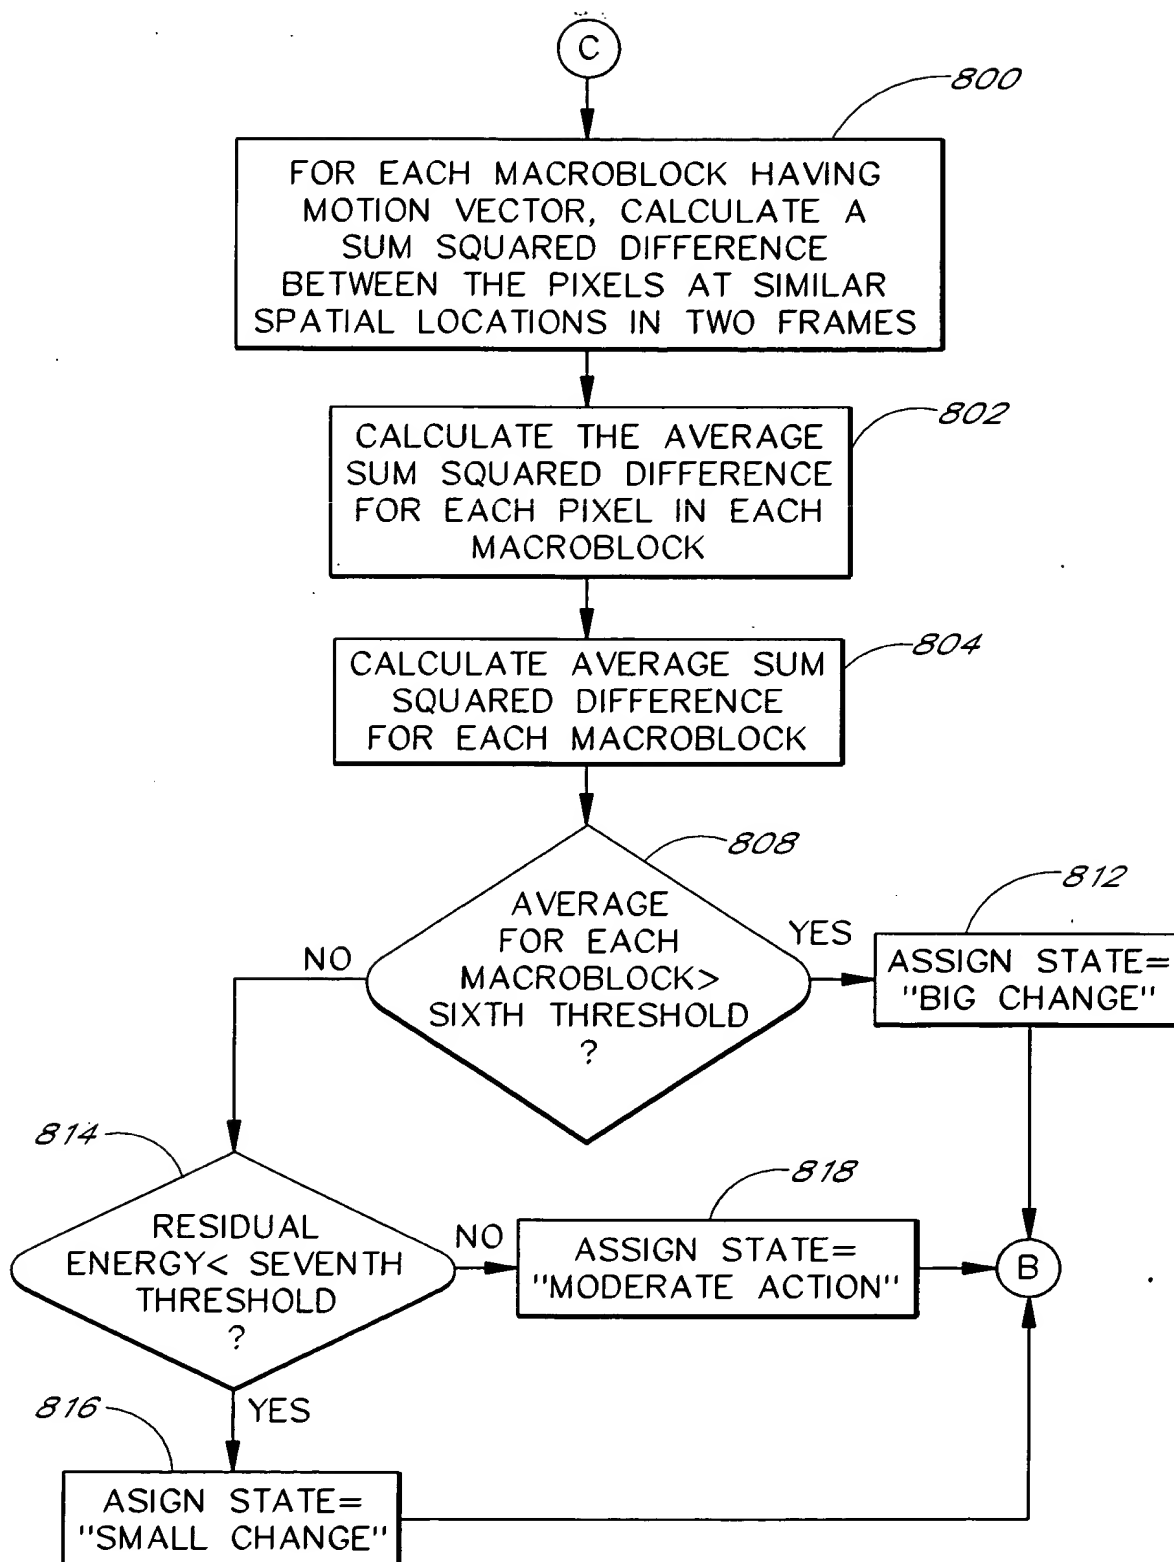 C
800
FOR EACH MACROBLOCK HAVING
MOTION VECTOR, CALCULATE A
SUM SQUARED DIFFERENCE
BETWEEN THE PIXELS AT SIMILAR
SPATIAL LOCATIONS IN TWO FRAMES
802
CALCULATE THE AVERAGE
SUM SQUARED DIFFERENCE
FOR EACH PIXEL IN EACH
MACROBLOCK
804
CALCULATE AVERAGE SUM
SQUARED DIFFERENCE
FOR EACH MACROBLOCK
808
AVERAGE
FOR EACH
MACROBLOCK>
SIXTH THRESHOLD
?
NO
YES
812
ASSIGN STATE=
"BIG CHANGE"
814
RESIDUAL
ENERGY< SEVENTH
THRESHOLD
?
NO
818
ASSIGN STATE=
"MODERATE ACTION"
B
YES
816
ASIGN STATE=
"SMALL CHANGE"